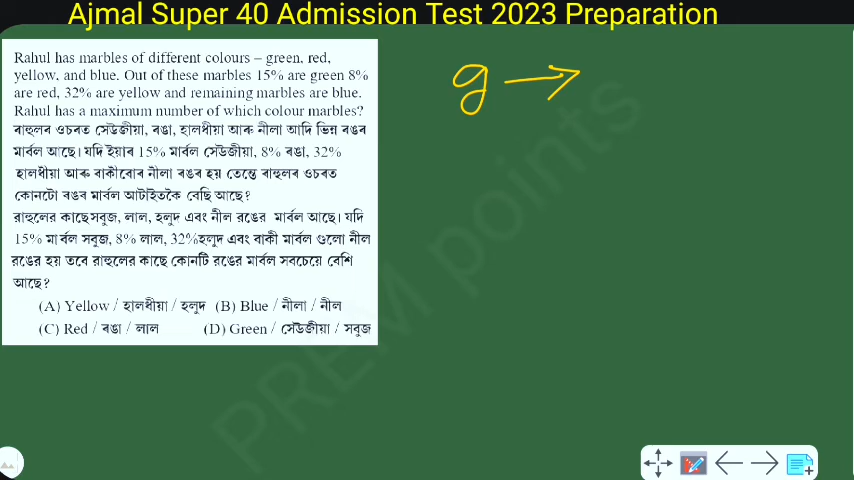 Ajmal Super 40 Admission Test 2023 Preparation
Rahul has marbles of different colours – green, red,
yellow, and blue. Out of these marbles 15% are green 8%
are red, 32% are yellow and remaining marbles are blue.
Rahul has a maximum number of which colour marbles?
ৰাহুলৰ ওচৰত সেউজীয়া, ৰঙা, হালধীয়া আৰু নীলা আদি ভিন্ন ৰঙৰ
মাৰ্বল আছে। যদি ইয়াৰ 15% মাৰ্বল সেউজীয়া, 8% ৰঙা, 32%
হালধীয়া আৰু বাকীবোৰ নীলা ৰঙৰ হয় তেন্তে ৰাহুলৰ ওচৰত
কোনটো ৰঙৰ মাৰ্বল আটাইতকৈ বেছি আছে?
রাহুলের কাছে সবুজ, লাল, হলুদ এবং নীল রঙের মার্বল আছে। যদি
15% মার্বল সবুজ, 8% লাল, 32% হলুদ এবং বাকী মার্বল গুলো নীল
রঙের হয় তবে রাহুলের কাছে কোনটি রঙের মার্বল সবচেয়ে বেশি
আছে?
(A) Yellow / হালধীয়া / হলুদ (B) Blue / নীলা / নীল
(C) Red / ৰঙা / লাল (D) Green / সেউজীয়া / সবুজ
g →
PREM points